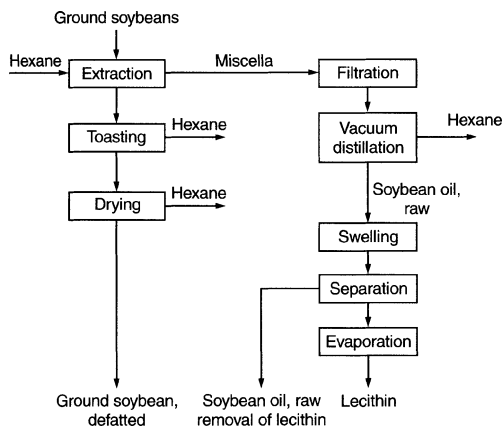 Ground soybeans
Hexane
Extraction
Miscella
Filtration
Toasting
Hexane
Vacuum
distillation
Hexane
Drying
Hexane
Soybean oil,
raw
Swelling
Separation
Evaporation
Ground soybean,
defatted
Soybean oil, raw
removal of lecithin
Lecithin